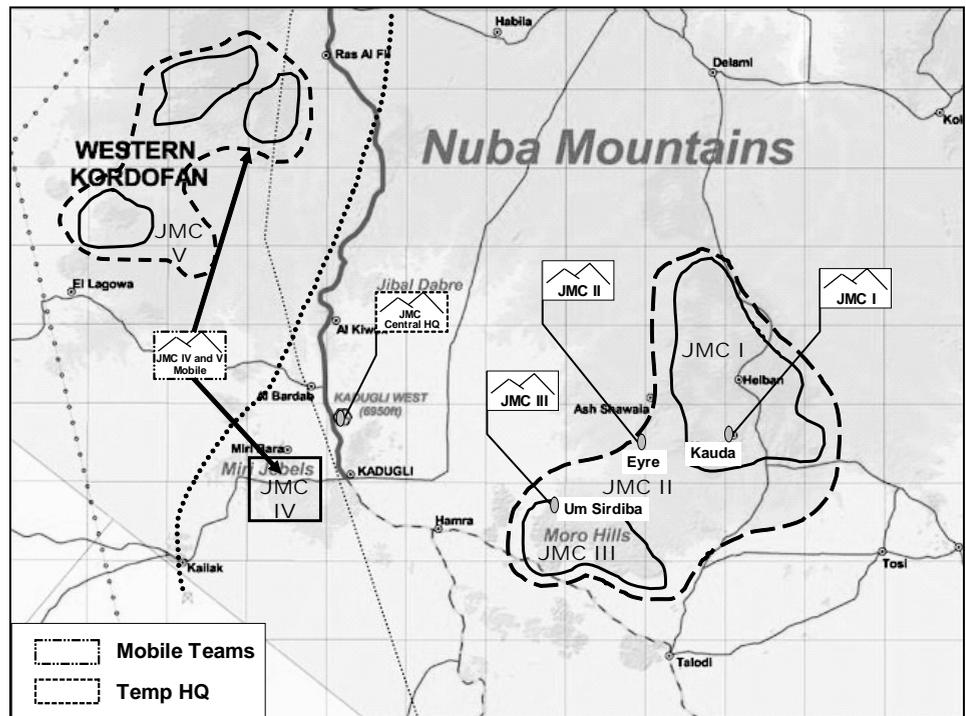 Habila
Ras Al Fil
Delami
Nuba Mountains
WESTERN
KORDOFAN
JMC
V
El Lagowa
Jibal Dabre
JMC
Central HQ
JMC II
JMC I
Al Kiwe
JMC IV and V
Mobile
JMC I
JMC III
Heiban
Al Bardab
KADUGLI WEST
(6950ft)
Ash Shawaia
Kauda
Eyre
Miri Bara
Miri Jebels
KADUGLI
JMC
IV
JMC II
Um Sirdiba
Hamra
Moro Hills
JMC III
Kailak
Tosi
Talodi
Mobile Teams
Temp HQ